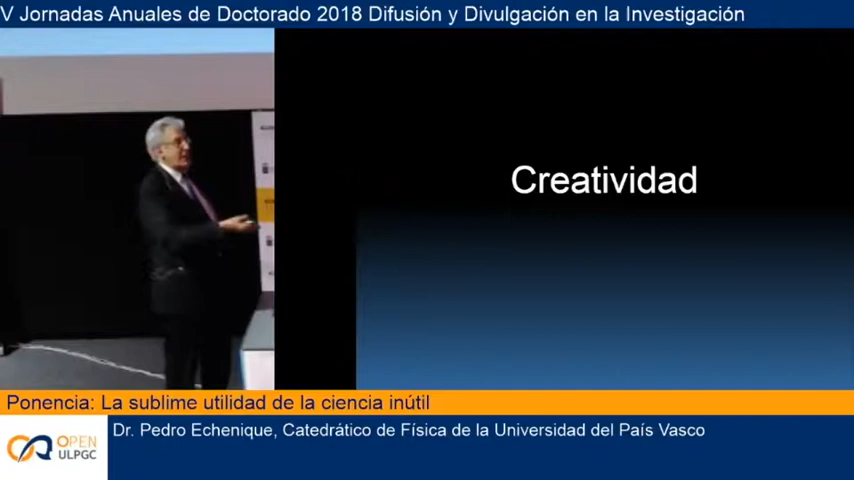 V Jornadas Anuales de Doctorado 2018 Difusión y Divulgación en la Investigación
Creatividad
Ponencia: La sublime utilidad de la ciencia inútil
Dr. Pedro Echenique, Catedrático de Física de la Universidad del País Vasco
OPEN
ULPGC